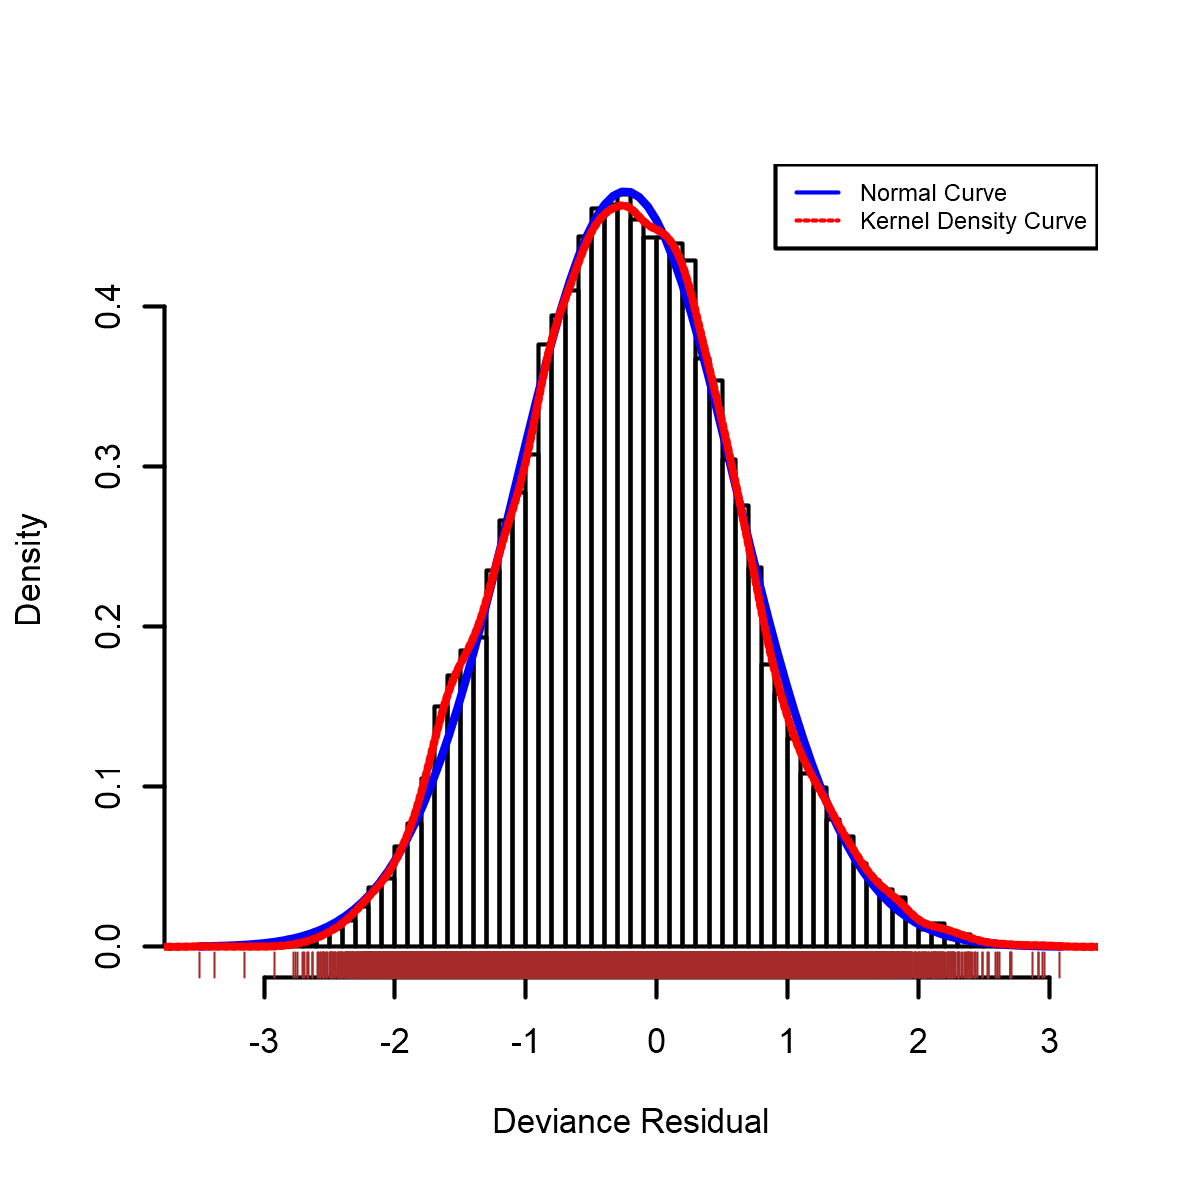 Normal Curve
Kernel Density Curve
Density
0.4
0.3
0.2
0.1
0.0
-3 -2 -1 0 1 2 3
Deviance Residual